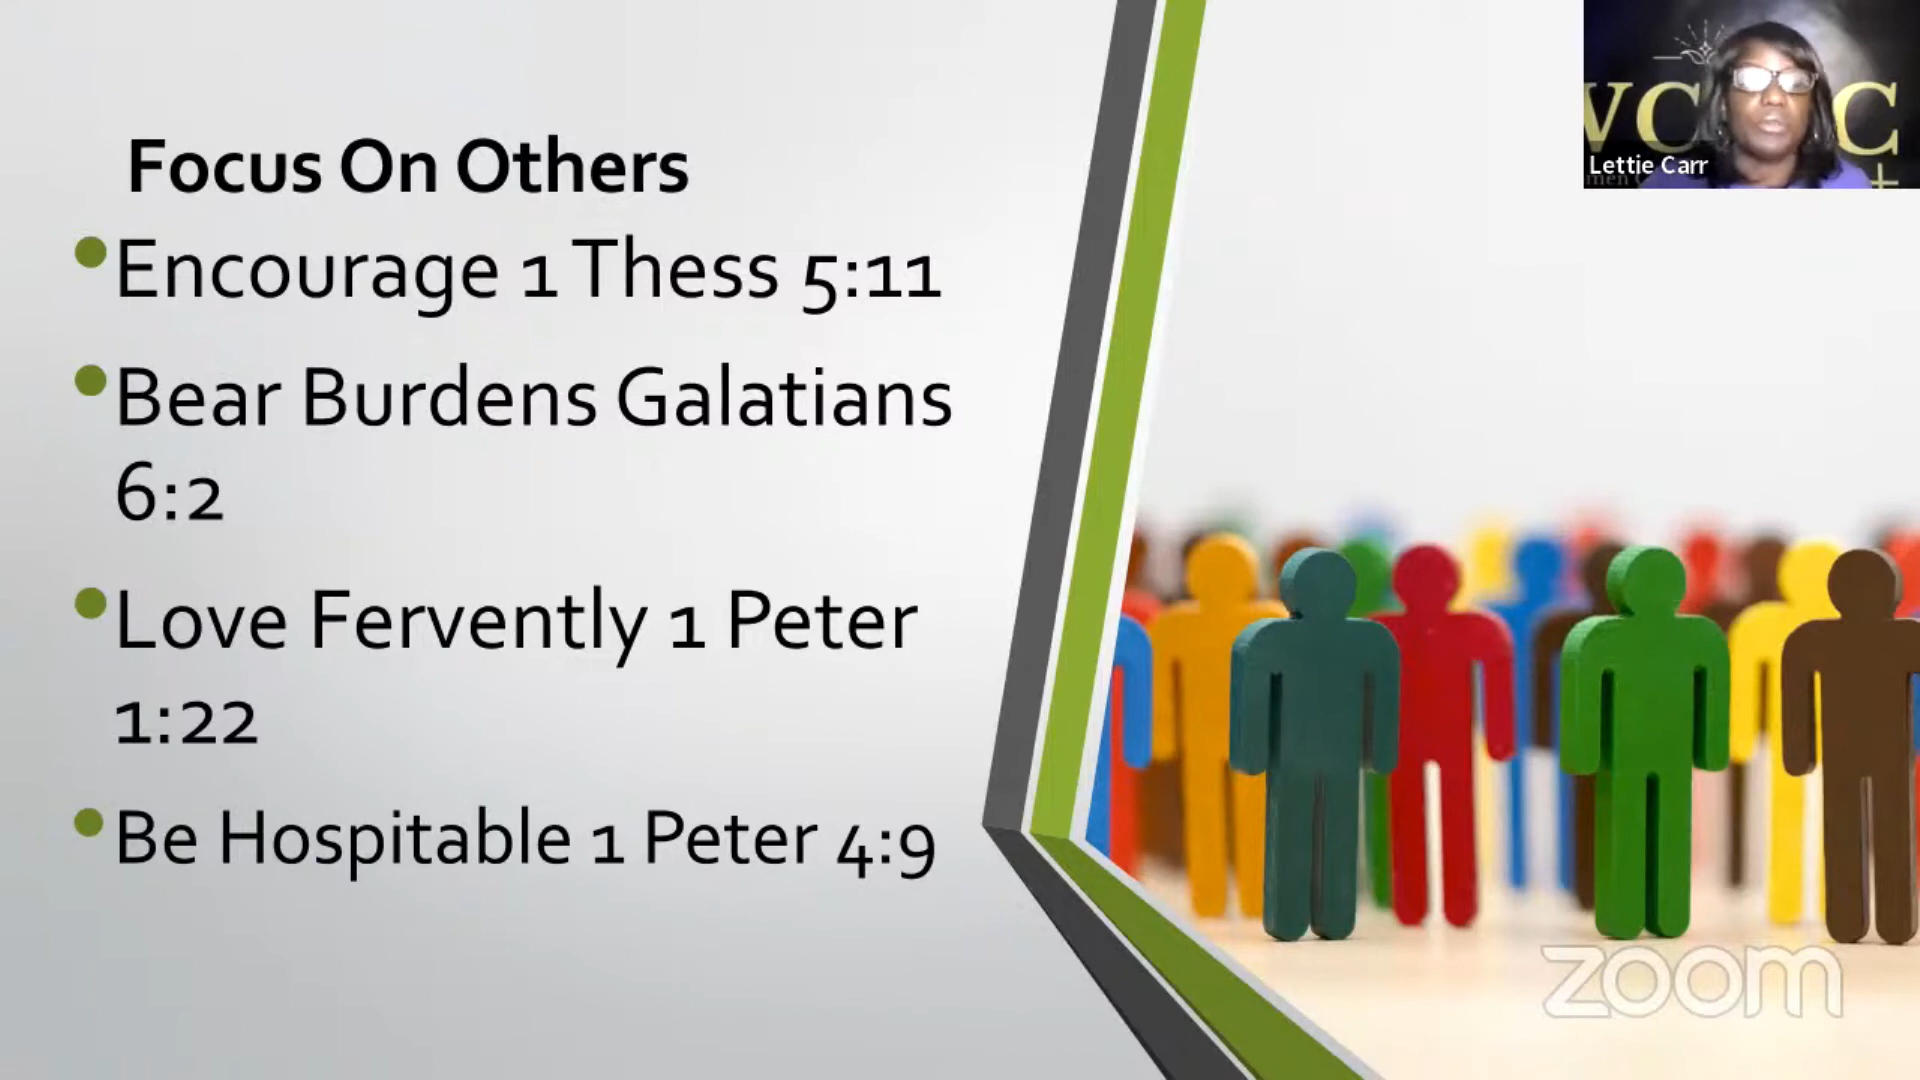 Focus On Others
Encourage 1 Thess 5:11
Bear Burdens Galatians
6:2
Love Fervently 1 Peter
1:22
Be Hospitable 1 Peter 4:9
Lettie Carr
zoom